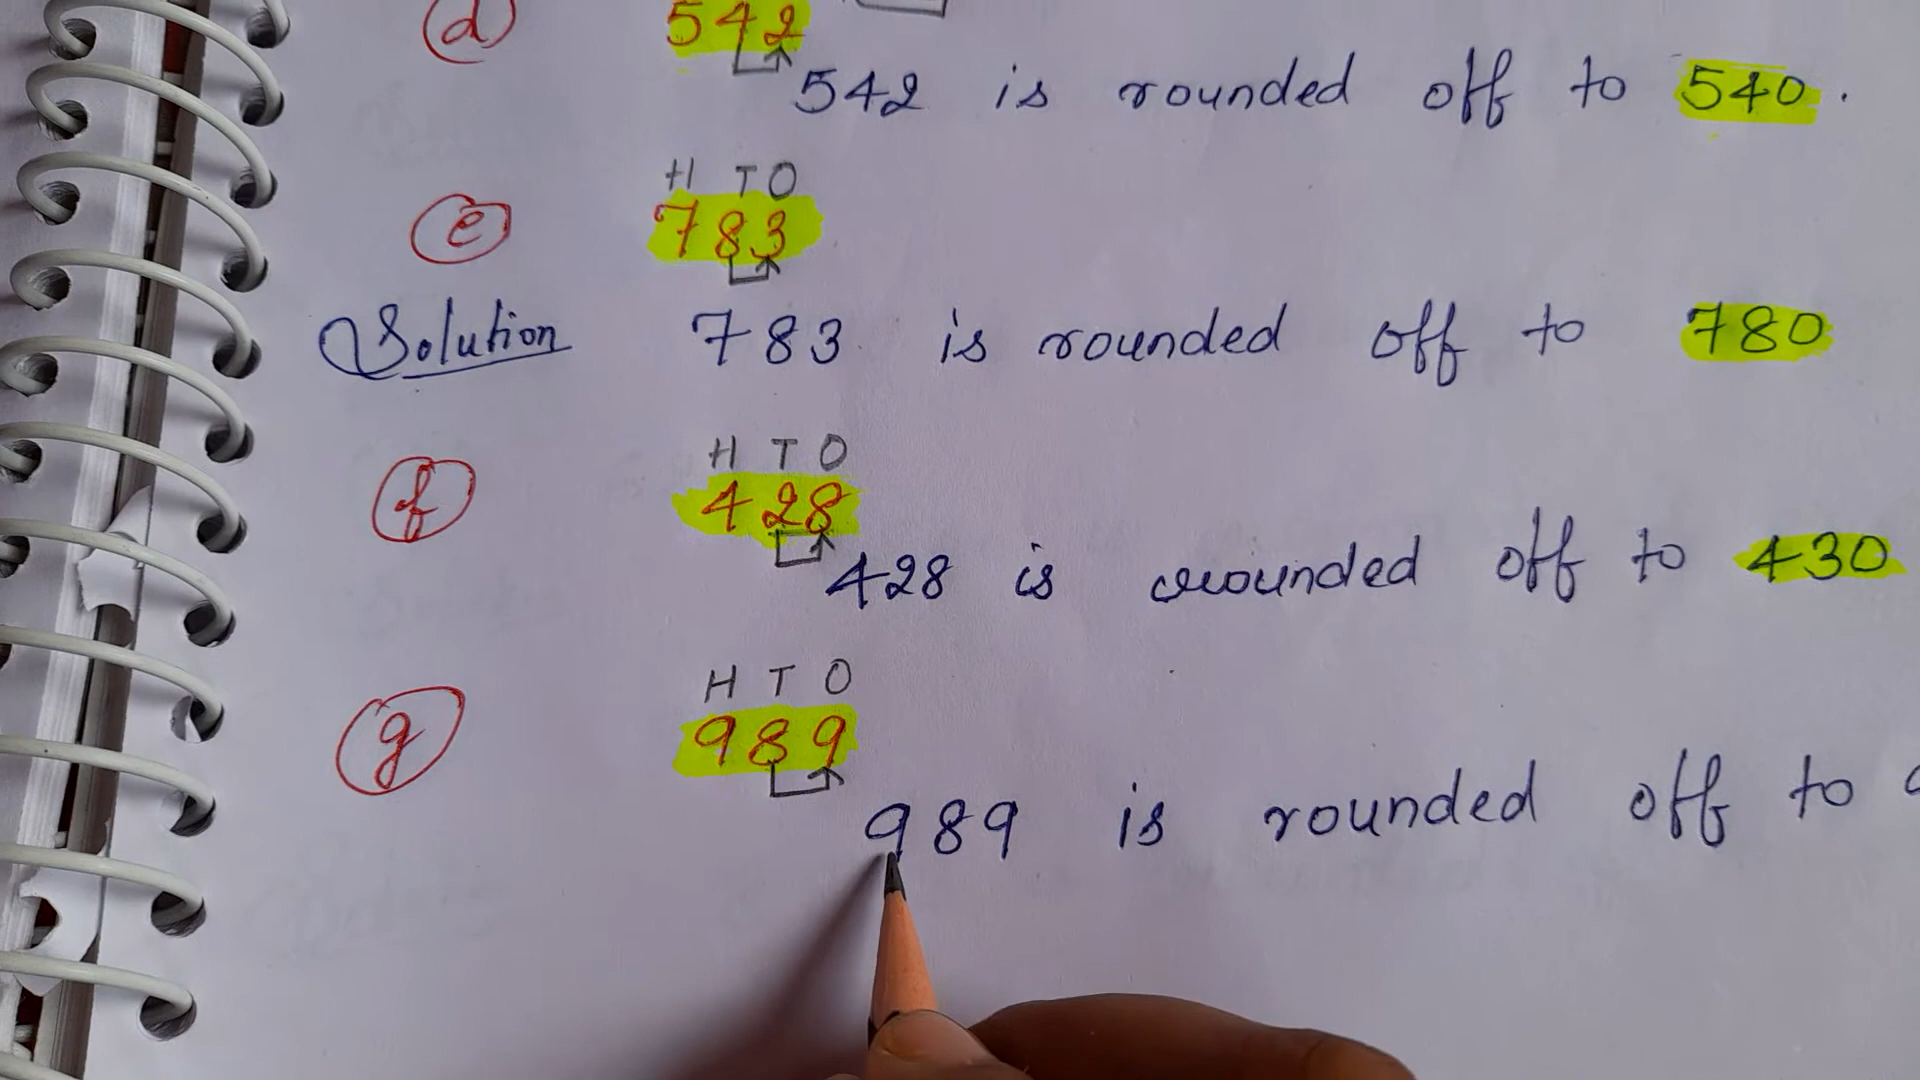 d 542
542 is rounded off to 540.
H T O
e 783
Solution 783 is rounded off to 780
H T O
f 428
428 is rounded off to 430
H T O
g 989
989 is rounded off to